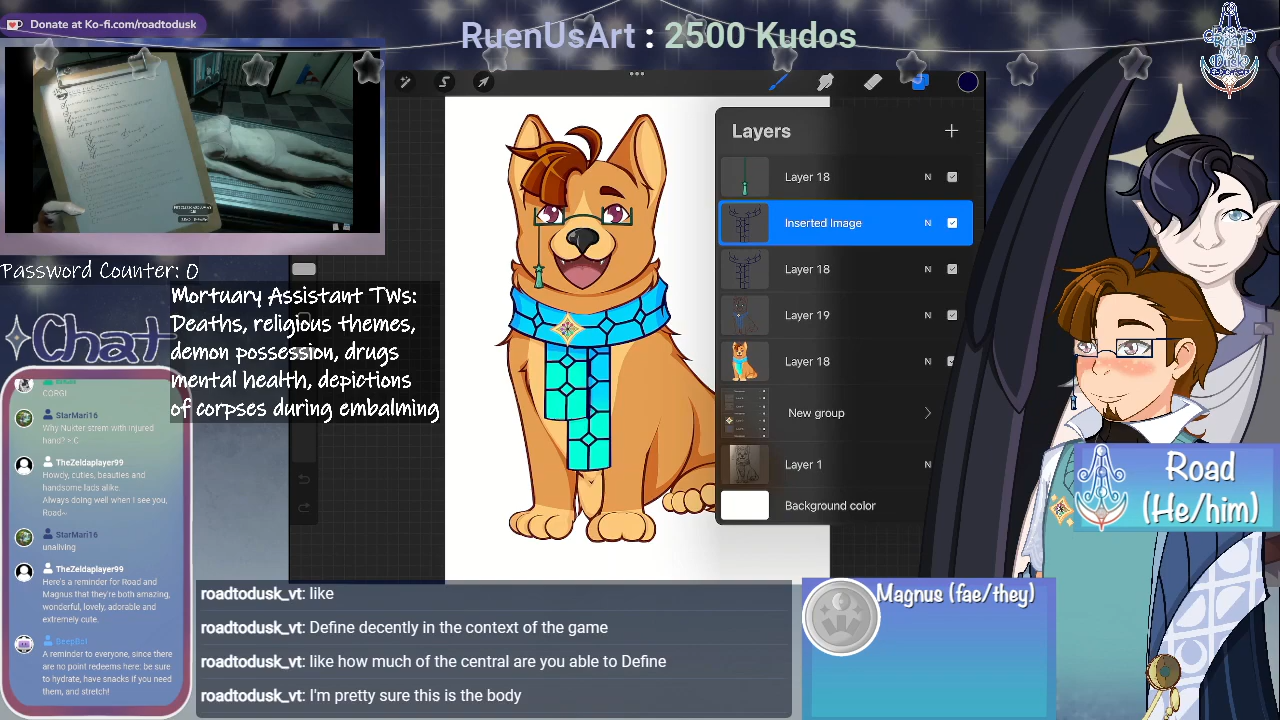 Donate at Ko-fi.com/roadtodusk
RuenUsArt : 2500 Kudos
Road
Dusk
Password Counter: 0
Mortuary Assistant TWs:
Deaths, religious themes,
demon possession, drugs
mental health, depictions
of corpses during embalming
Chat
CORGI
StarMari16
Why Nukter strem with injured
hand? > C
TheZeldaplayer99
Howdy, cuties, beauties and
handsome lads alike.
Always doing well when I see you,
Road~
StarMari16
unaliving
TheZeldaplayer99
Here's a reminder for Road and
Magnus that they're both amazing,
wonderful, lovely, adorable and
extremely cute.
BeepBot
A reminder to everyone, since there
are no point redeems here: be sure
to hydrate, have snacks if you need
them, and stretch!
Layers
Layer 18 N
Inserted Image N
Layer 18 N
Layer 19 N
Layer 18 N
New group
Layer 1 N
Background color
roadtodusk_vt: like
roadtodusk_vt: Define decently in the context of the game
roadtodusk_vt: like how much of the central are you able to Define
roadtodusk_vt: I'm pretty sure this is the body
Road
(He/him)
Magnus (fae/they)